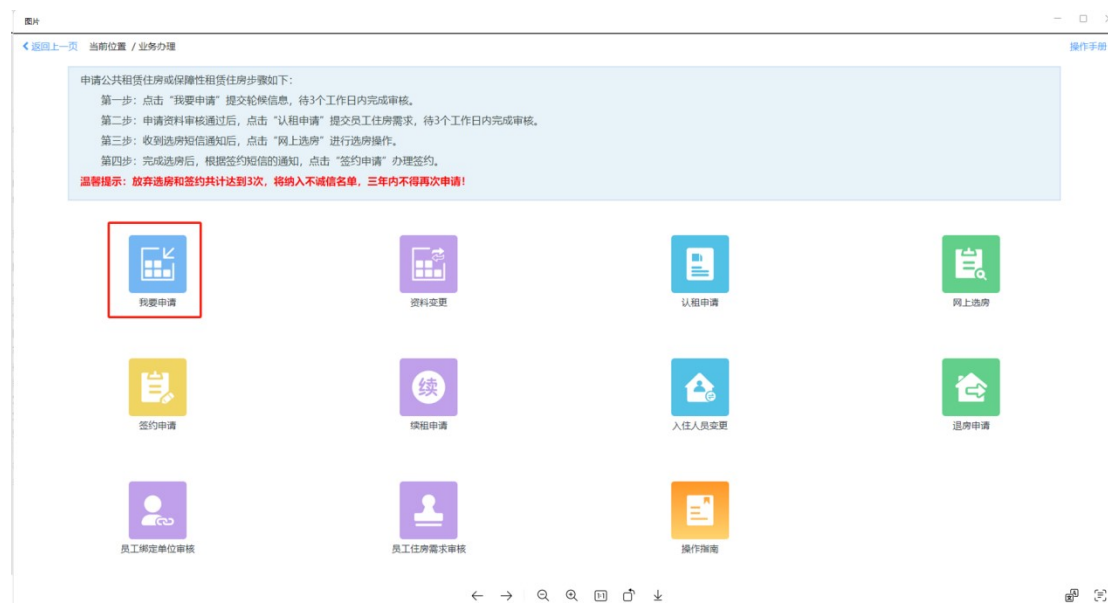 图片
返回上一页 当前位置 / 业务办理 操作手册
申请公共租赁住房或保障性租赁住房步骤如下：
第一步：点击“我要申请”提交轮候信息，待3个工作日内完成审核。
第二步：申请资料审核通过后，点击“认租申请”提交员工住房需求，待3个工作日内完成审核。
第三步：收到选房短信通知后，点击“网上选房”进行选房操作。
第四步：完成选房后，根据签约短信的通知，点击“签约申请”办理签约。
温馨提示：放弃选房和签约共计达到3次，将纳入不诚信名单，三年内不得再次申请！
我要申请 资料变更 认租申请 网上选房
续
签约申请 续租申请 入住人员变更 退房申请
员工绑定单位审核 员工住房需求审核 操作指南
1:1